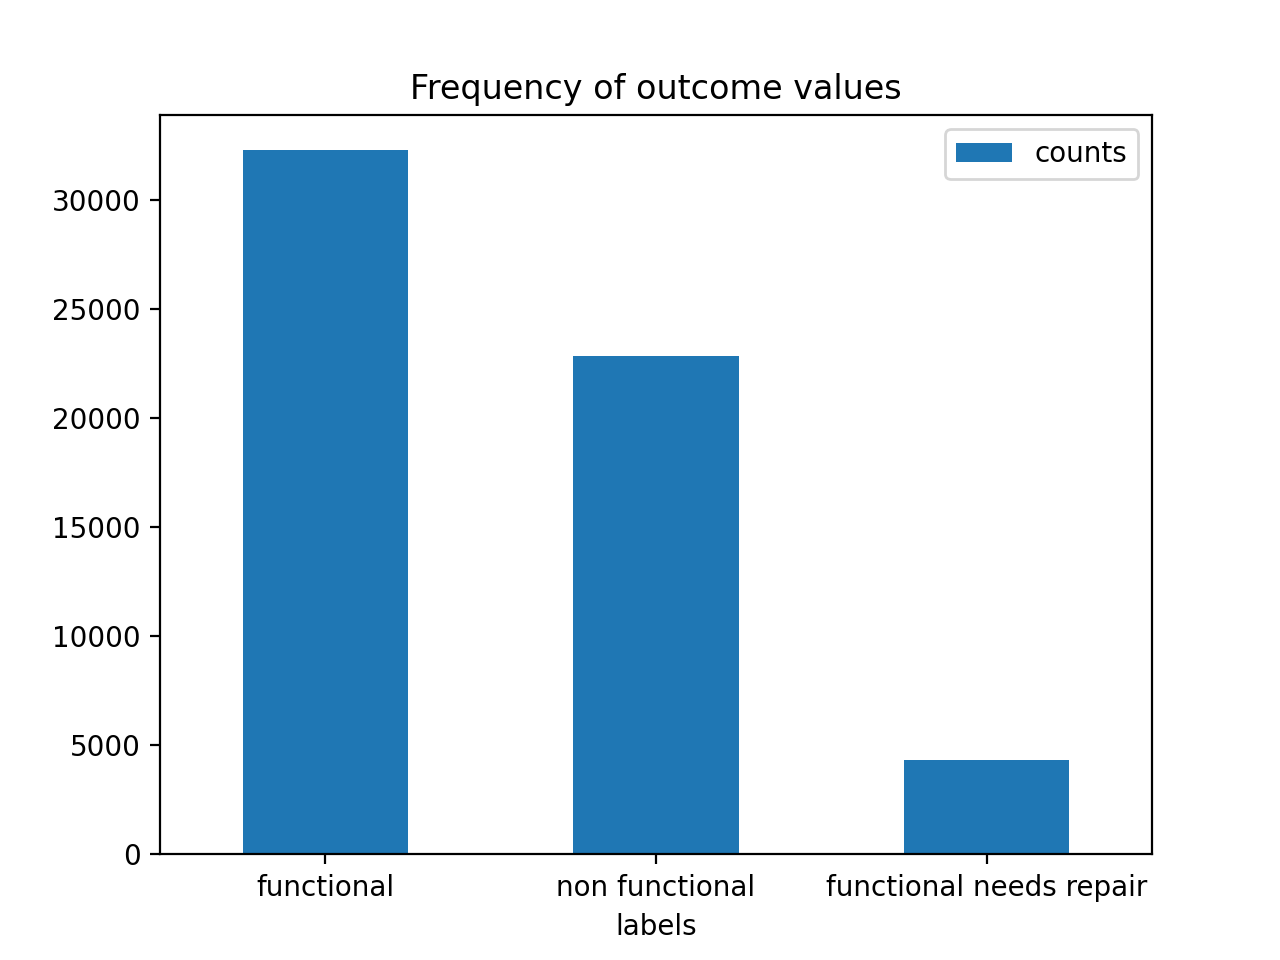 Frequency of outcome values
counts
30000
25000
20000
15000
10000
5000
0
functional non functional functional needs repair
labels